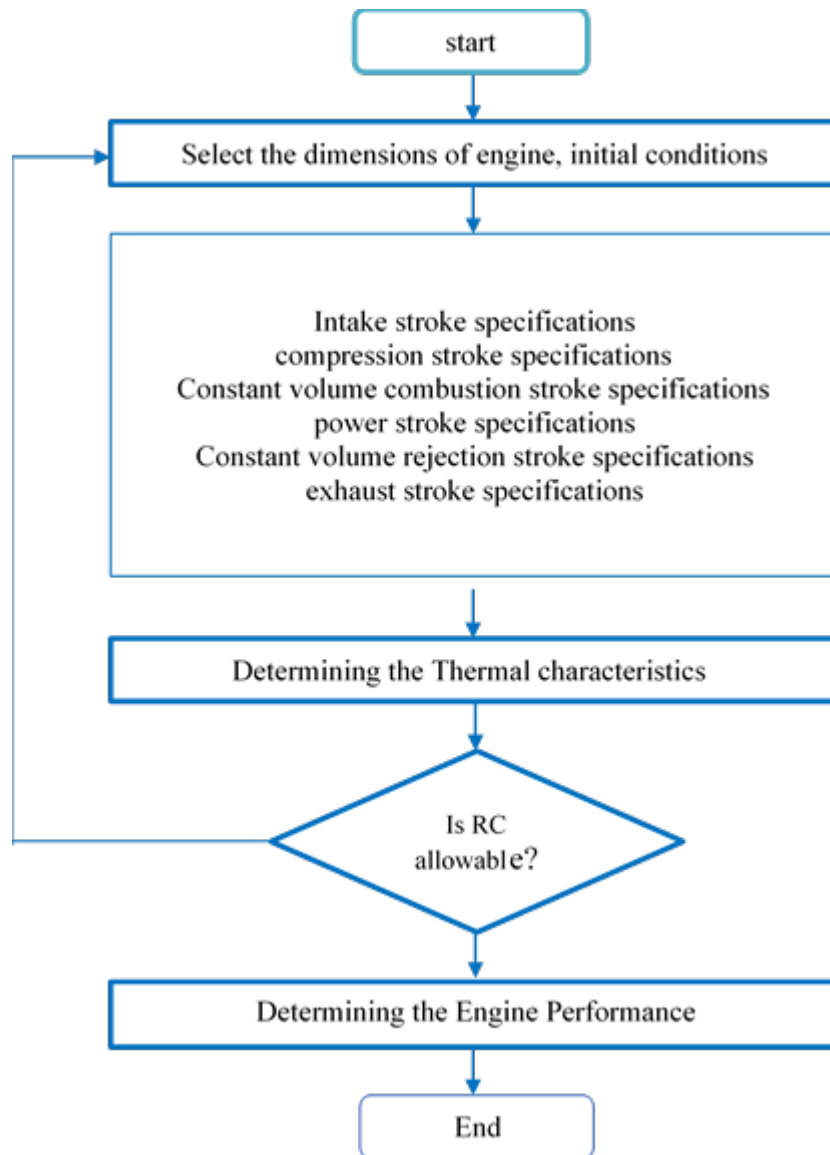 start
Select the dimensions of engine, initial conditions
Intake stroke specifications
compression stroke specifications
Constant volume combustion stroke specifications
power stroke specifications
Constant volume rejection stroke specifications
exhaust stroke specifications
Determining the Thermal characteristics
Is RC
allowable?
Determining the Engine Performance
End